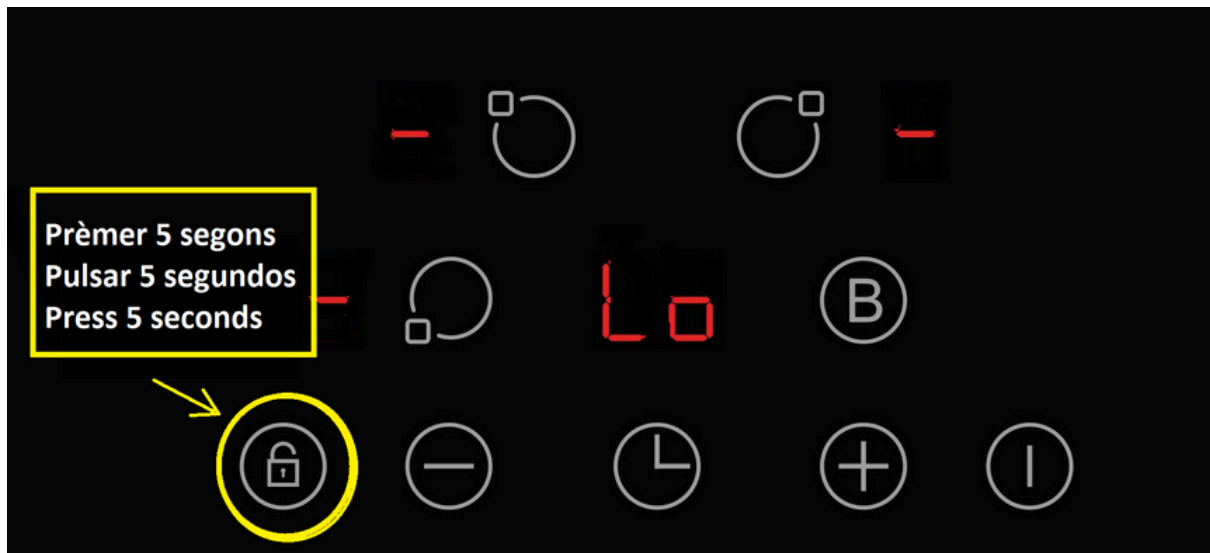 Prèmer 5 segons
Pulsar 5 segundos
Press 5 seconds
Lo
B